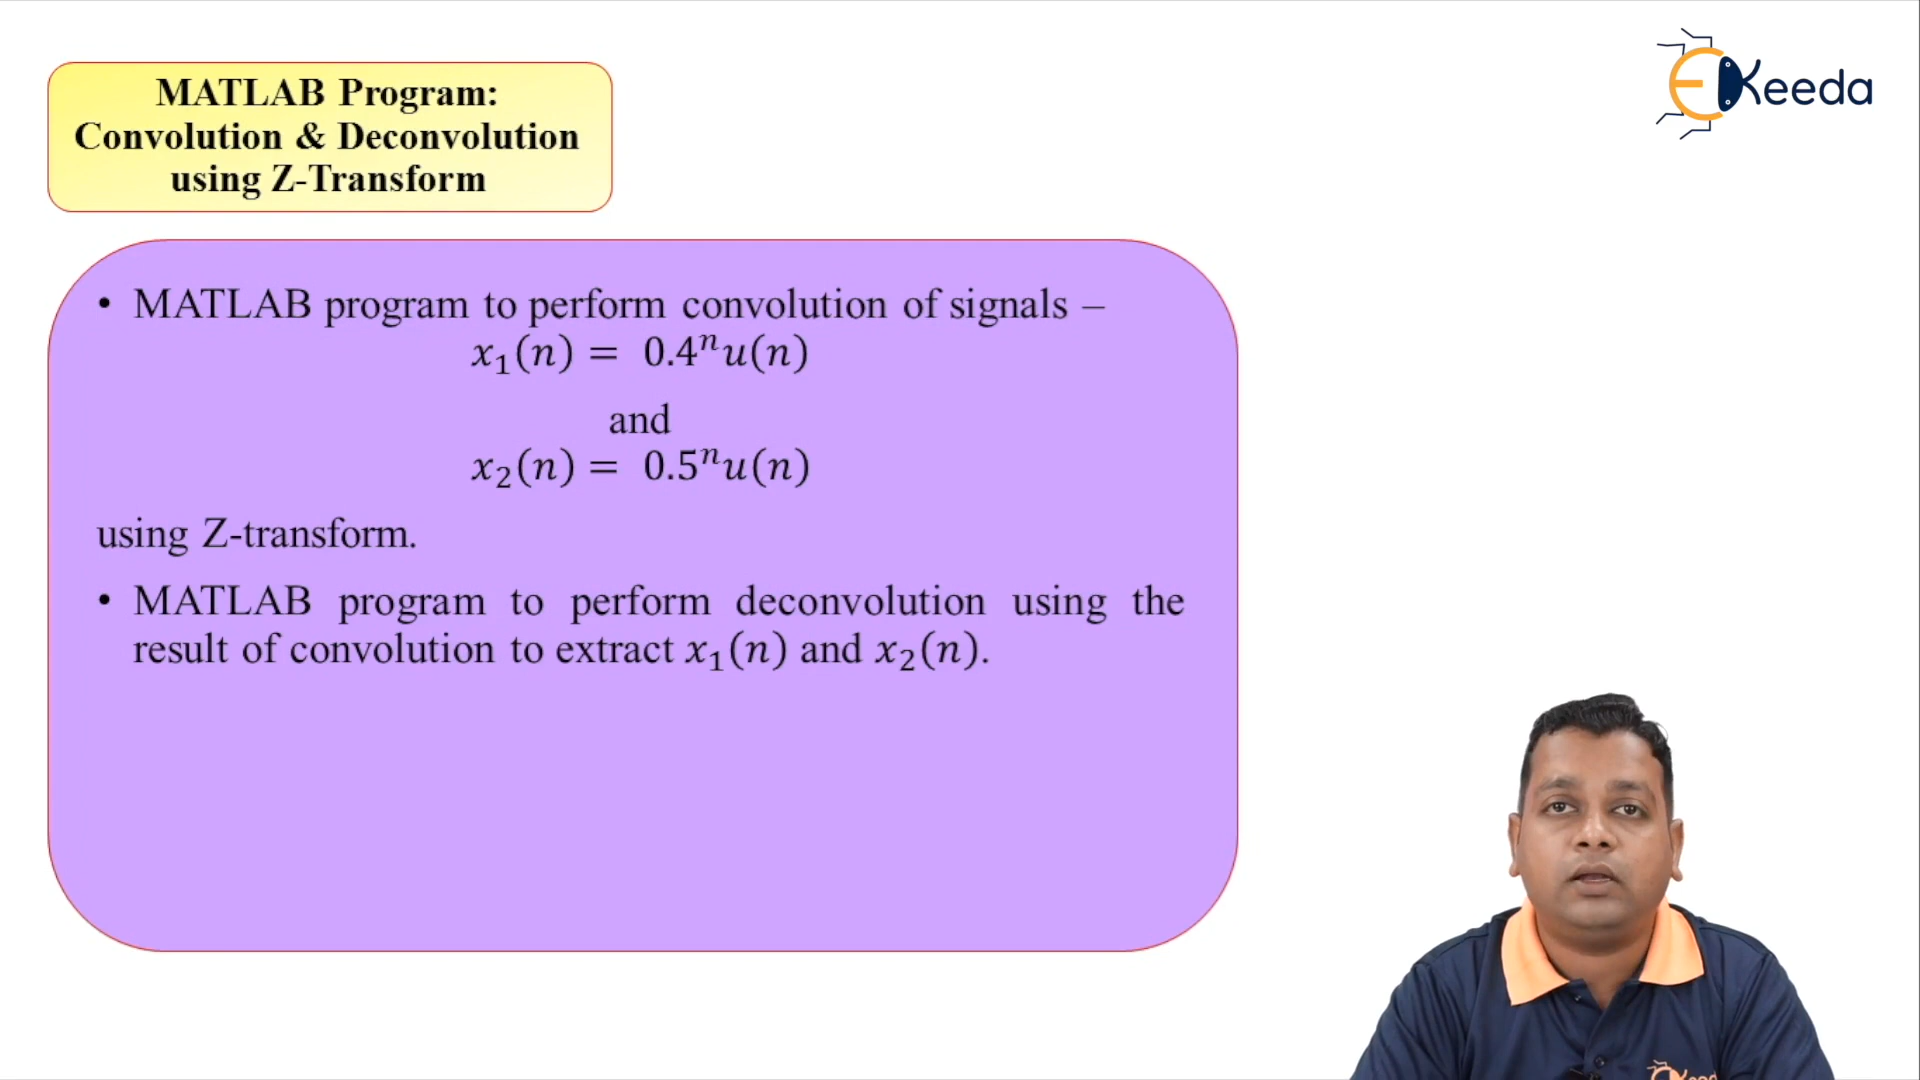 MATLAB Program:
Convolution & Deconvolution
using Z-Transform
EKeeda
• MATLAB program to perform convolution of signals –
x₁(n) = 0.4ⁿu(n)
and
x₂(n) = 0.5ⁿu(n)
using Z-transform.
• MATLAB program to perform deconvolution using the
result of convolution to extract x₁(n) and x₂(n).